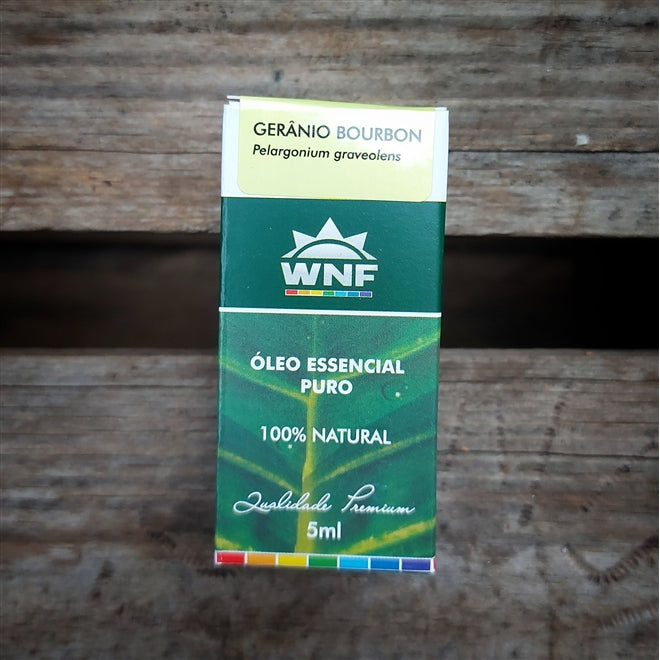 GERÂNIO BOURBON
Pelargonium graveolens
WNF
ÓLEO ESSENCIAL
PURO
100% NATURAL
Qualidade Premium
5ml